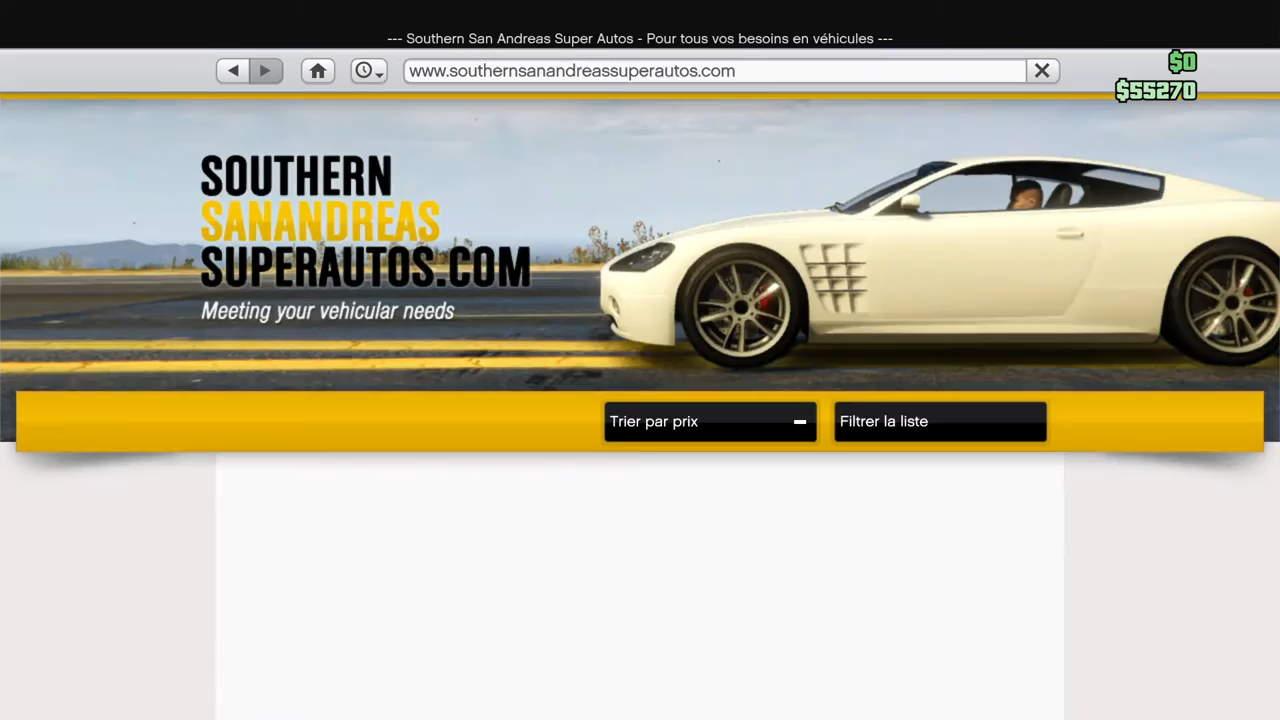 --- Southern San Andreas Super Autos - Pour tous vos besoins en véhicules ---
www.southernsanandreassuperautos.com
$0
$55270
SOUTHERN
SANANDREAS
SUPERAUTOS.COM
Meeting your vehicular needs
Trier par prix
Filtrer la liste